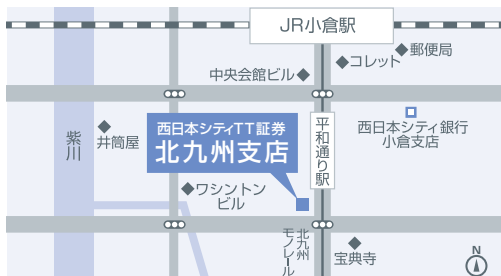 JR小倉駅
郵便局
コレット
中央会館ビル
西日本シティ銀行
小倉支店
平和通り駅
西日本シティTT証券
北九州支店
紫川
井筒屋
ワシントン
ビル
北九州
モノレール
宝典寺
N